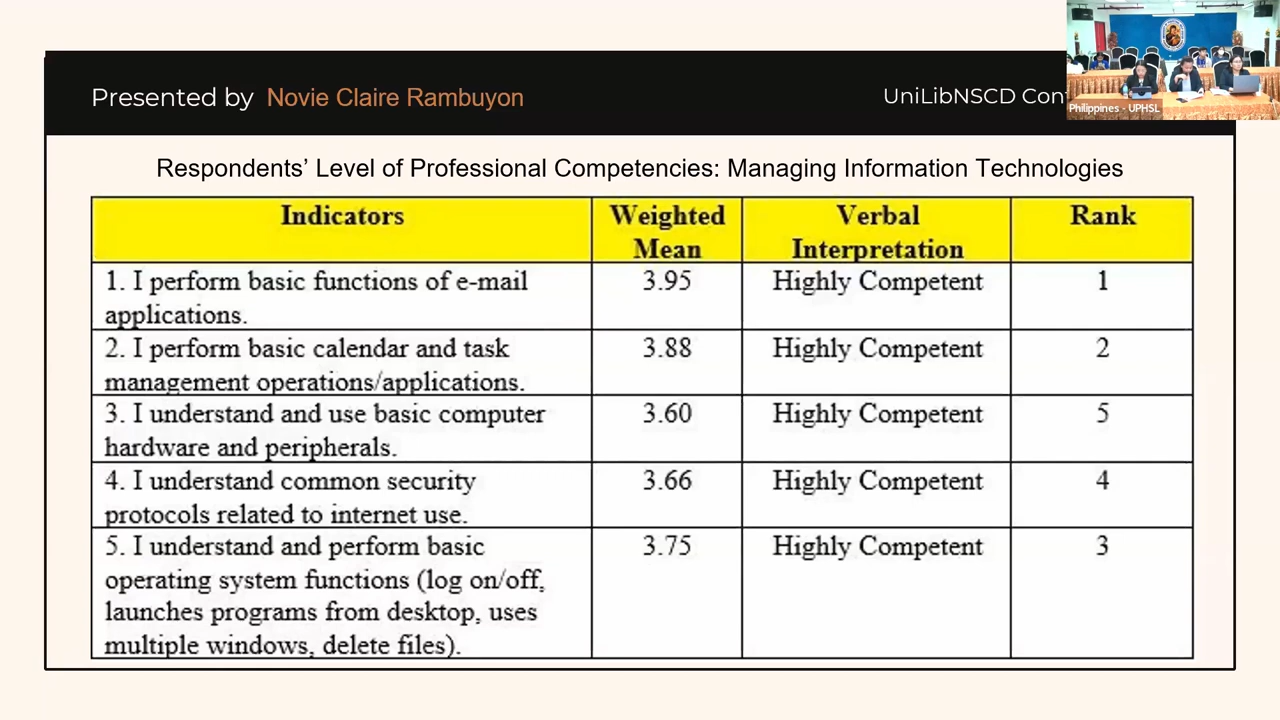 Presented by Novie Claire Rambuyon
UniLibNSCD
Philippines - UPHSL
Respondents' Level of Professional Competencies: Managing Information Technologies
Indicators Weighted Mean Verbal Interpretation Rank
1. I perform basic functions of e-mail 3.95 Highly Competent 1
applications.
2. I perform basic calendar and task 3.88 Highly Competent 2
management operations/applications.
3. I understand and use basic computer 3.60 Highly Competent 5
hardware and peripherals.
4. I understand common security 3.66 Highly Competent 4
protocols related to internet use.
5. I understand and perform basic 3.75 Highly Competent 3
operating system functions (log on/off,
launches programs from desktop, uses
multiple windows, delete files).